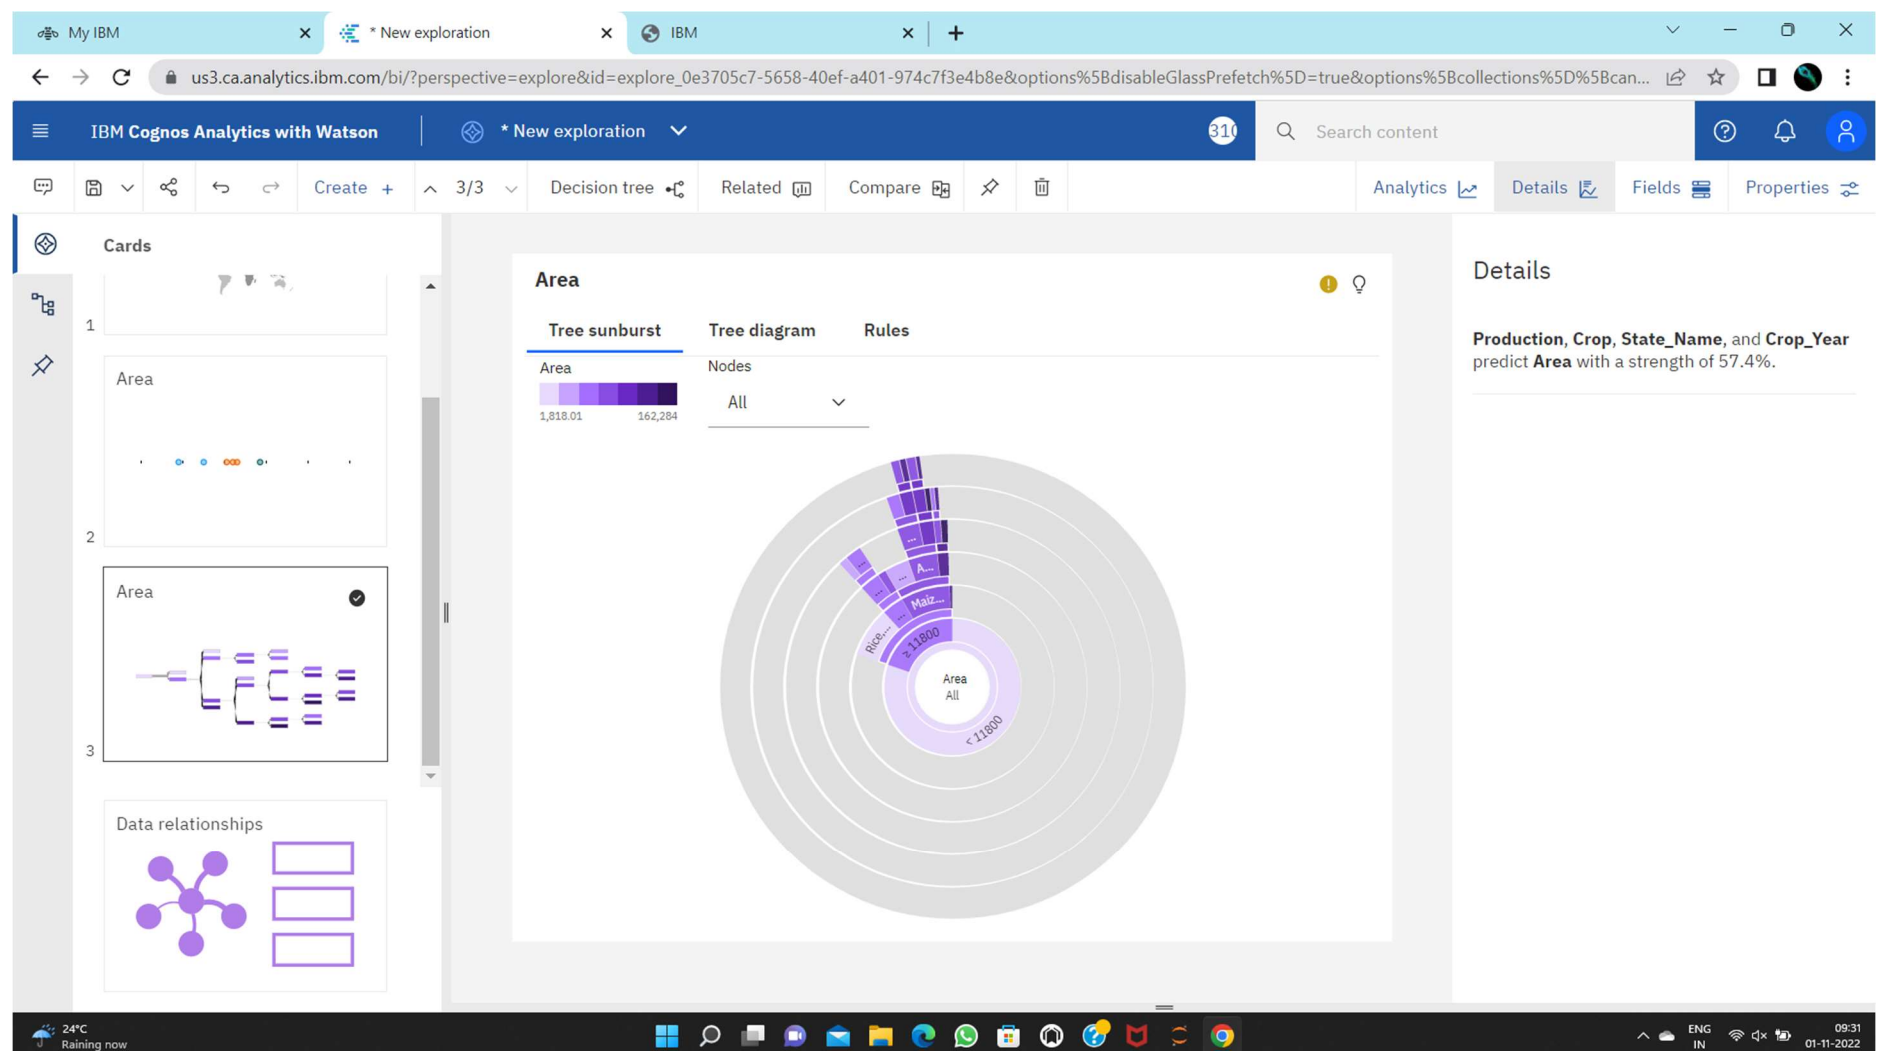 My IBM
* New exploration
IBM
us3.ca.analytics.ibm.com/bi/?perspective=explore&id=explore_0e3705c7-5658-40ef-a401-974c7f3e4b8e&options%5BdisableGlassPrefetch%5D=true&options%5Bcollections%5D%5Bcan...
IBM Cognos Analytics with Watson
* New exploration
310
Search content
Create +
3/3
Decision tree
Related
Compare
Analytics
Details
Fields
Properties
Cards
1
Area
2
Area
3
Data relationships
Area
Tree sunburst
Tree diagram
Rules
Area
1,818.01
162,284
Nodes
All
A...
Maiz...
Rice,...
≥ 11800
Area
All
< 11800
Details
Production, Crop, State_Name, and Crop_Year
predict Area with a strength of 57.4%.
24°C
Raining now
ENG
IN
09:31
01-11-2022